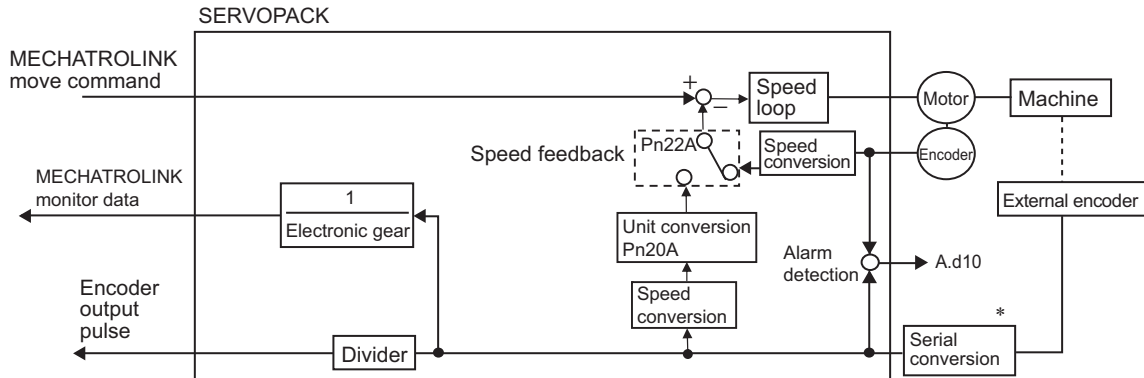 SERVOPACK
MECHATROLINK
move command
+
−
Speed
loop
Motor
Machine
Speed feedback
Pn22A
Speed
conversion
Encoder
MECHATROLINK
monitor data
1
Electronic gear
Unit conversion
Pn20A
External encoder
Alarm
detection
A.d10
Encoder
output
pulse
Speed
conversion
*
Divider
Serial
conversion